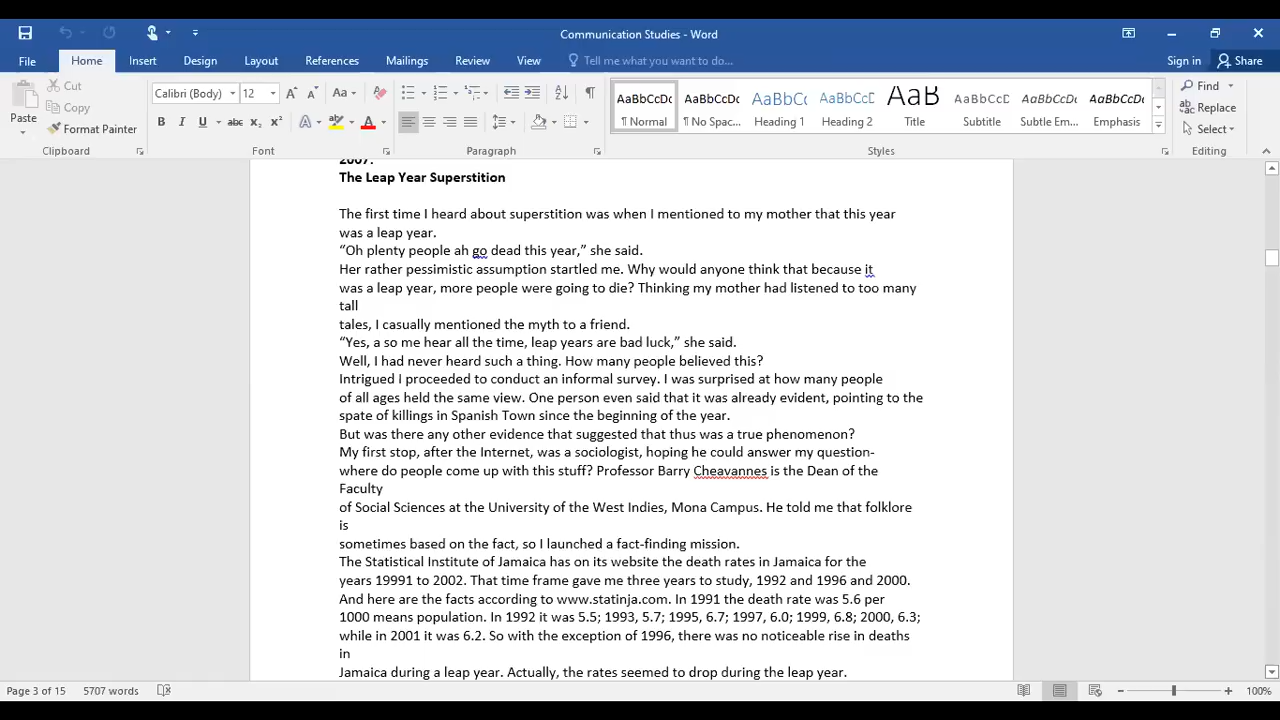 Communication Studies - Word
File
Home
Insert
Design
Layout
References
Mailings
Review
View
Tell me what you want to do...
Sign in
Share
Paste
Cut
Copy
Format Painter
Clipboard
Calibri (Body)
12
Font
Paragraph
AaBbCcDc
¶ Normal
AaBbCcDc
¶ No Spac...
AaBbCc
Heading 1
AaBbCcD
Heading 2
AaB
Title
AaBbCcD
Subtitle
AaBbCcDc
Subtle Em...
AaBbCcDc
Emphasis
Styles
Find
Replace
Select
Editing
2007.
The Leap Year Superstition
The first time I heard about superstition was when I mentioned to my mother that this year
was a leap year.
“Oh plenty people ah go dead this year,” she said.
Her rather pessimistic assumption startled me. Why would anyone think that because it
was a leap year, more people were going to die? Thinking my mother had listened to too many
tall
tales, I casually mentioned the myth to a friend.
“Yes, a so me hear all the time, leap years are bad luck,” she said.
Well, I had never heard such a thing. How many people believed this?
Intrigued I proceeded to conduct an informal survey. I was surprised at how many people
of all ages held the same view. One person even said that it was already evident, pointing to the
spate of killings in Spanish Town since the beginning of the year.
But was there any other evidence that suggested that thus was a true phenomenon?
My first stop, after the Internet, was a sociologist, hoping he could answer my question-
where do people come up with this stuff? Professor Barry Cheavannes is the Dean of the
Faculty
of Social Sciences at the University of the West Indies, Mona Campus. He told me that folklore
is
sometimes based on the fact, so I launched a fact-finding mission.
The Statistical Institute of Jamaica has on its website the death rates in Jamaica for the
years 19991 to 2002. That time frame gave me three years to study, 1992 and 1996 and 2000.
And here are the facts according to www.statinja.com. In 1991 the death rate was 5.6 per
1000 means population. In 1992 it was 5.5; 1993, 5.7; 1995, 6.7; 1997, 6.0; 1999, 6.8; 2000, 6.3;
while in 2001 it was 6.2. So with the exception of 1996, there was no noticeable rise in deaths
in
Jamaica during a leap year. Actually, the rates seemed to drop during the leap year.
Page 3 of 15
5707 words
100%